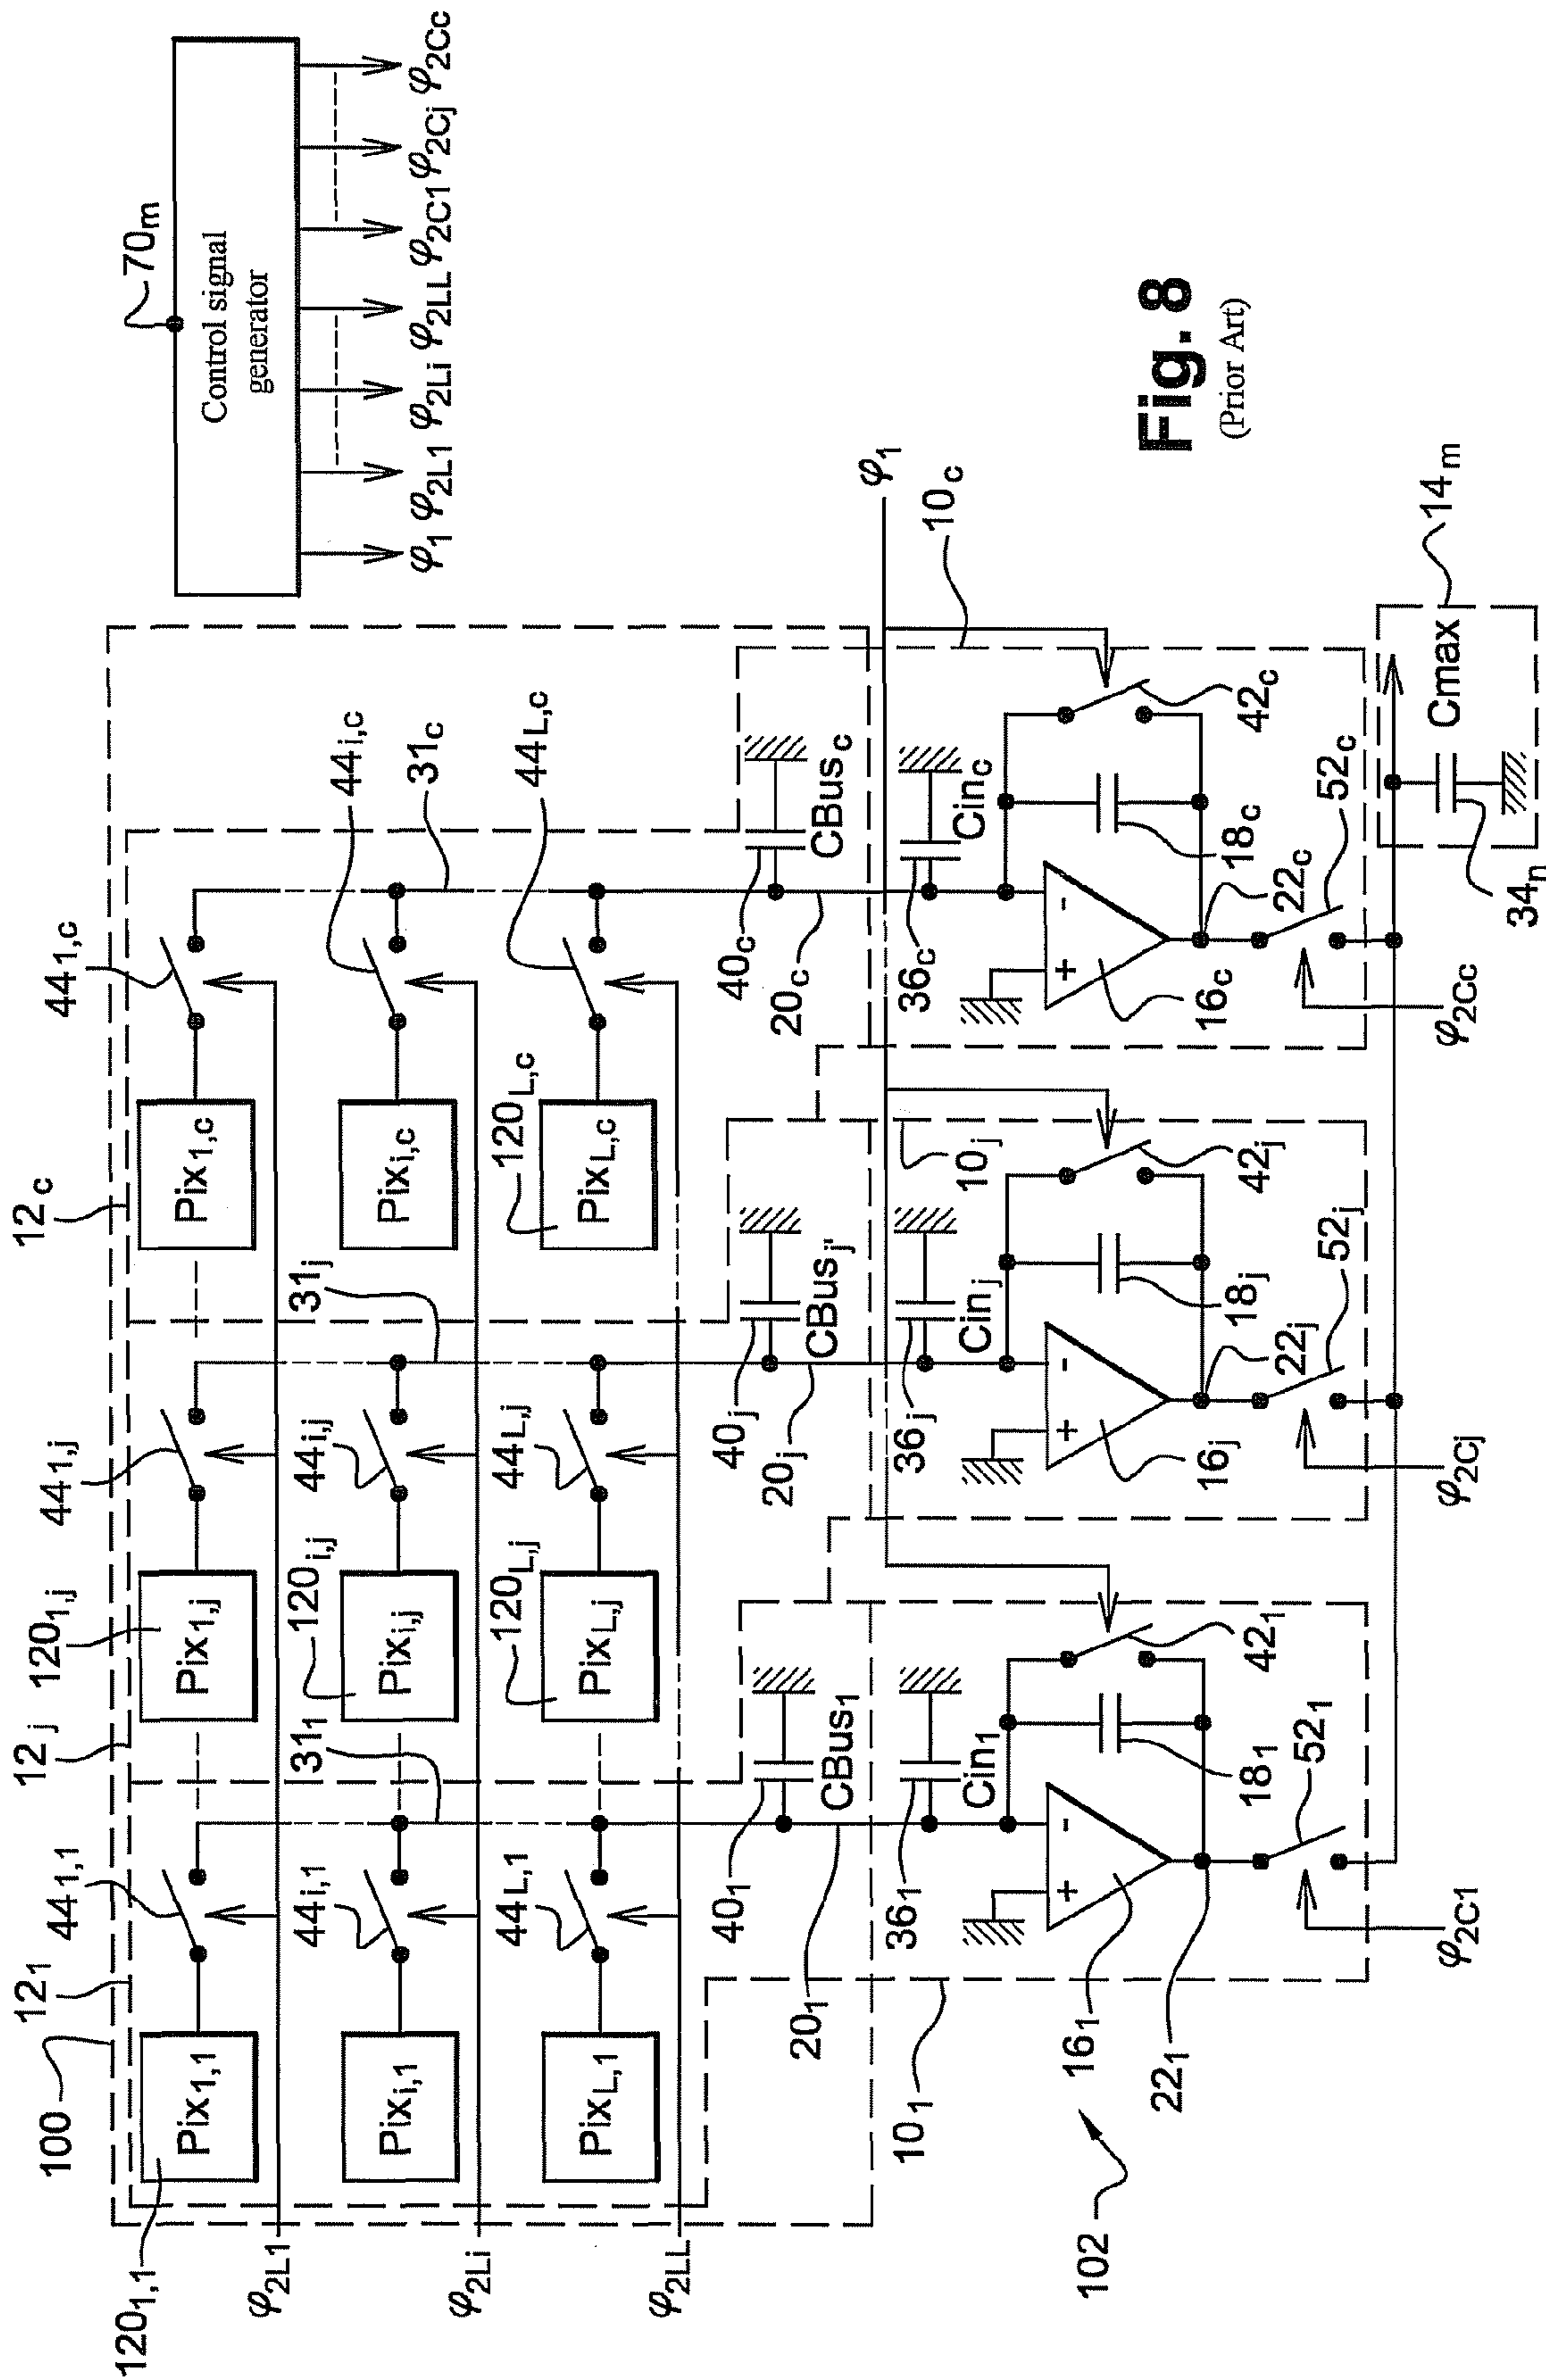 70m
Control signal
generator
φ1 φ2L1 φ2Li φ2LL φ2C1 φ2Cj φ2Cc
100
121
12j
12c
1201,1
441,1
1201,j
441,j
441,c
Pix1,1
Pix1,j
Pix1,c
φ2L1
44i,1
311
120i,j
44i,j
31j
44i,c
31c
Pixi,1
Pixi,j
Pixi,c
φ2Li
44L,1
120L,j
44L,j
120L,c
44L,c
PixL,1
PixL,j
PixL,c
φ2LL
401
40j
40c
201
CBus1
20j
CBusj'
20c
CBusc
φ1
101
361
Cin1
36j
Cinj
10j
36c
Cinc
10c
- +
- +
- +
161
181
421
16j
18j
42j
16c
18c
42c
221
521
22j
52j
22c
52c
102
φ2C1
φ2Cj
φ2Cc
34n
Cmax
14m
Fig. 8
(Prior Art)